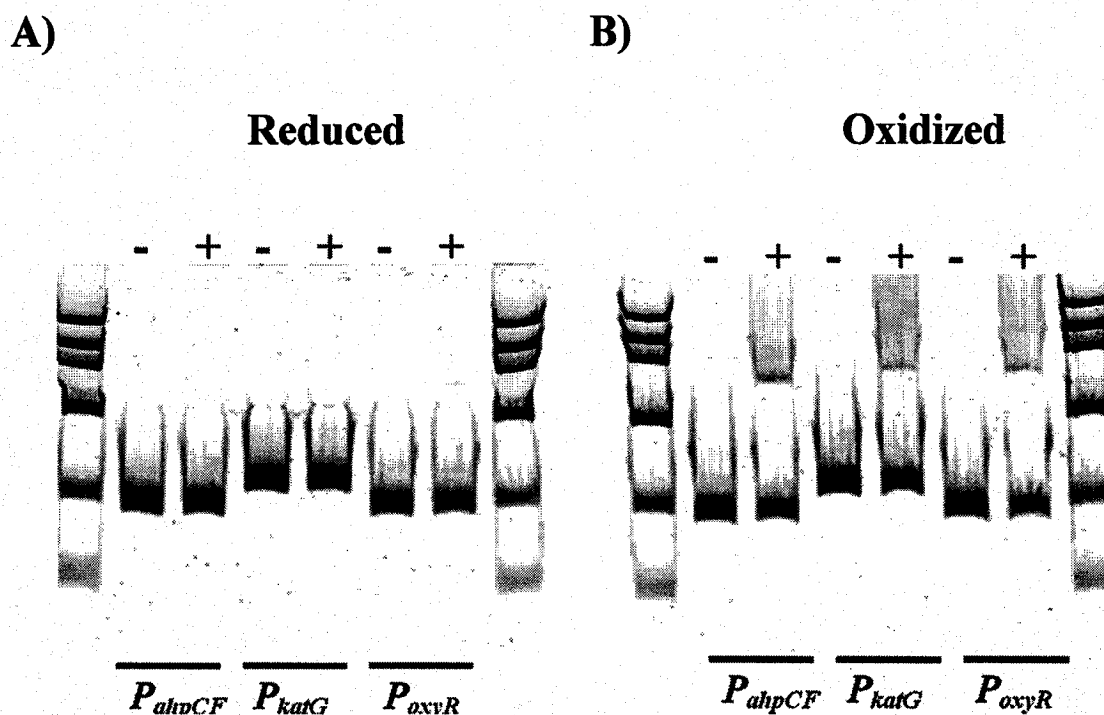 A) B)
Reduced Oxidized
- + - + - +
- + - + - +
PahpCF PkatG PoxyR
PahpCF PkatG PoxyR